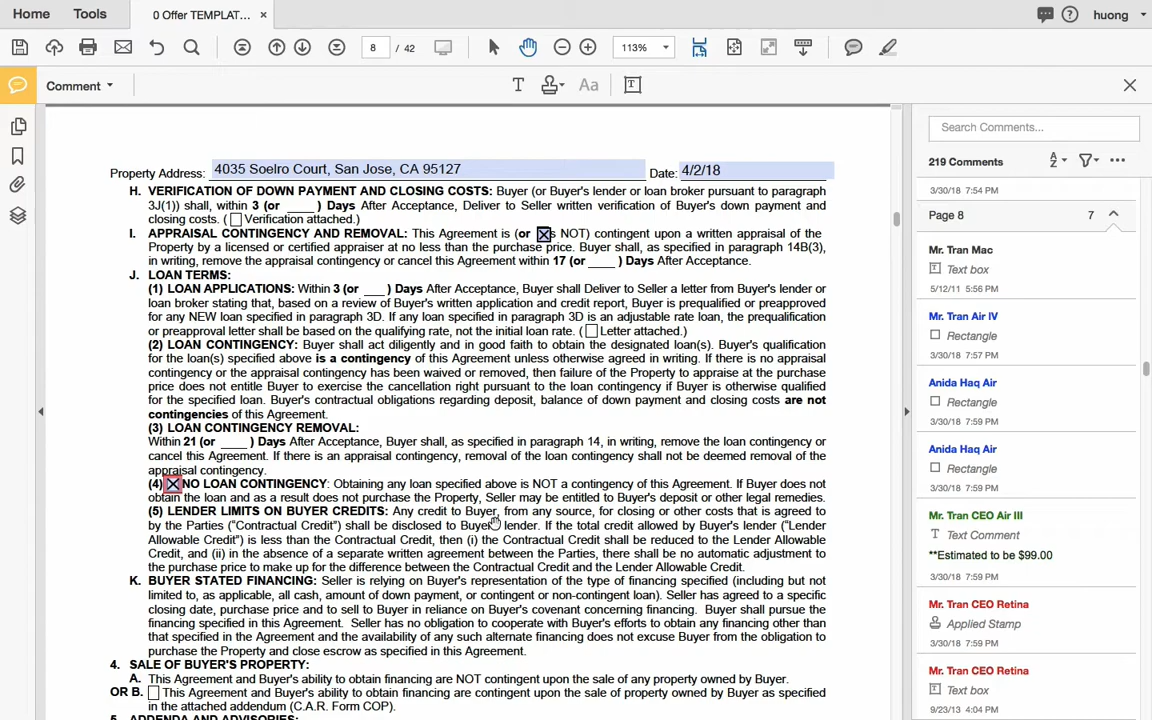 Home Tools 0 Offer TEMPLAT... × huong
8 / 42 113%
Comment T Aa T
Search Comments...
219 Comments
3/30/18 7:54 PM
Page 8 7
Mr. Tran Mac
Text box
5/12/11 5:56 PM
Mr. Tran Air IV
Rectangle
3/30/18 7:57 PM
Anida Haq Air
Rectangle
3/30/18 7:59 PM
Anida Haq Air
Rectangle
3/30/18 7:59 PM
Mr. Tran CEO Air III
T Text Comment
**Estimated to be $99.00
3/30/18 7:59 PM
Mr. Tran CEO Retina
Applied Stamp
3/30/18 7:59 PM
Mr. Tran CEO Retina
Text box
9/23/13 4:04 PM
Property Address: 4035 Soelro Court, San Jose, CA 95127 Date: 4/2/18
H. VERIFICATION OF DOWN PAYMENT AND CLOSING COSTS: Buyer (or Buyer's lender or loan broker pursuant to paragraph
3J(1)) shall, within 3 (or ____ ) Days After Acceptance, Deliver to Seller written verification of Buyer's down payment and
closing costs. ( Verification attached.)
I. APPRAISAL CONTINGENCY AND REMOVAL: This Agreement is (or s NOT) contingent upon a written appraisal of the
Property by a licensed or certified appraiser at no less than the purchase price. Buyer shall, as specified in paragraph 14B(3),
in writing, remove the appraisal contingency or cancel this Agreement within 17 (or ____ ) Days After Acceptance.
J. LOAN TERMS:
(1) LOAN APPLICATIONS: Within 3 (or ___ ) Days After Acceptance, Buyer shall Deliver to Seller a letter from Buyer's lender or
loan broker stating that, based on a review of Buyer's written application and credit report, Buyer is prequalified or preapproved
for any NEW loan specified in paragraph 3D. If any loan specified in paragraph 3D is an adjustable rate loan, the prequalification
or preapproval letter shall be based on the qualifying rate, not the initial loan rate. ( Letter attached.)
(2) LOAN CONTINGENCY: Buyer shall act diligently and in good faith to obtain the designated loan(s). Buyer's qualification
for the loan(s) specified above is a contingency of this Agreement unless otherwise agreed in writing. If there is no appraisal
contingency or the appraisal contingency has been waived or removed, then failure of the Property to appraise at the purchase
price does not entitle Buyer to exercise the cancellation right pursuant to the loan contingency if Buyer is otherwise qualified
for the specified loan. Buyer's contractual obligations regarding deposit, balance of down payment and closing costs are not
contingencies of this Agreement.
(3) LOAN CONTINGENCY REMOVAL:
Within 21 (or ____ ) Days After Acceptance, Buyer shall, as specified in paragraph 14, in writing, remove the loan contingency or
cancel this Agreement. If there is an appraisal contingency, removal of the loan contingency shall not be deemed removal of the
appraisal contingency.
(4) NO LOAN CONTINGENCY: Obtaining any loan specified above is NOT a contingency of this Agreement. If Buyer does not
obtain the loan and as a result does not purchase the Property, Seller may be entitled to Buyer's deposit or other legal remedies.
(5) LENDER LIMITS ON BUYER CREDITS: Any credit to Buyer, from any source, for closing or other costs that is agreed to
by the Parties ("Contractual Credit") shall be disclosed to Buyer's lender. If the total credit allowed by Buyer's lender ("Lender
Allowable Credit") is less than the Contractual Credit, then (i) the Contractual Credit shall be reduced to the Lender Allowable
Credit, and (ii) in the absence of a separate written agreement between the Parties, there shall be no automatic adjustment to
the purchase price to make up for the difference between the Contractual Credit and the Lender Allowable Credit.
K. BUYER STATED FINANCING: Seller is relying on Buyer's representation of the type of financing specified (including but not
limited to, as applicable, all cash, amount of down payment, or contingent or non-contingent loan). Seller has agreed to a specific
closing date, purchase price and to sell to Buyer in reliance on Buyer's covenant concerning financing. Buyer shall pursue the
financing specified in this Agreement. Seller has no obligation to cooperate with Buyer's efforts to obtain any financing other than
that specified in the Agreement and the availability of any such alternate financing does not excuse Buyer from the obligation to
purchase the Property and close escrow as specified in this Agreement.
4. SALE OF BUYER'S PROPERTY:
A. This Agreement and Buyer's ability to obtain financing are NOT contingent upon the sale of any property owned by Buyer.
OR B. This Agreement and Buyer's ability to obtain financing are contingent upon the sale of property owned by Buyer as specified
in the attached addendum (C.A.R. Form COP).
5. ADDENDA AND ADVISORIES: